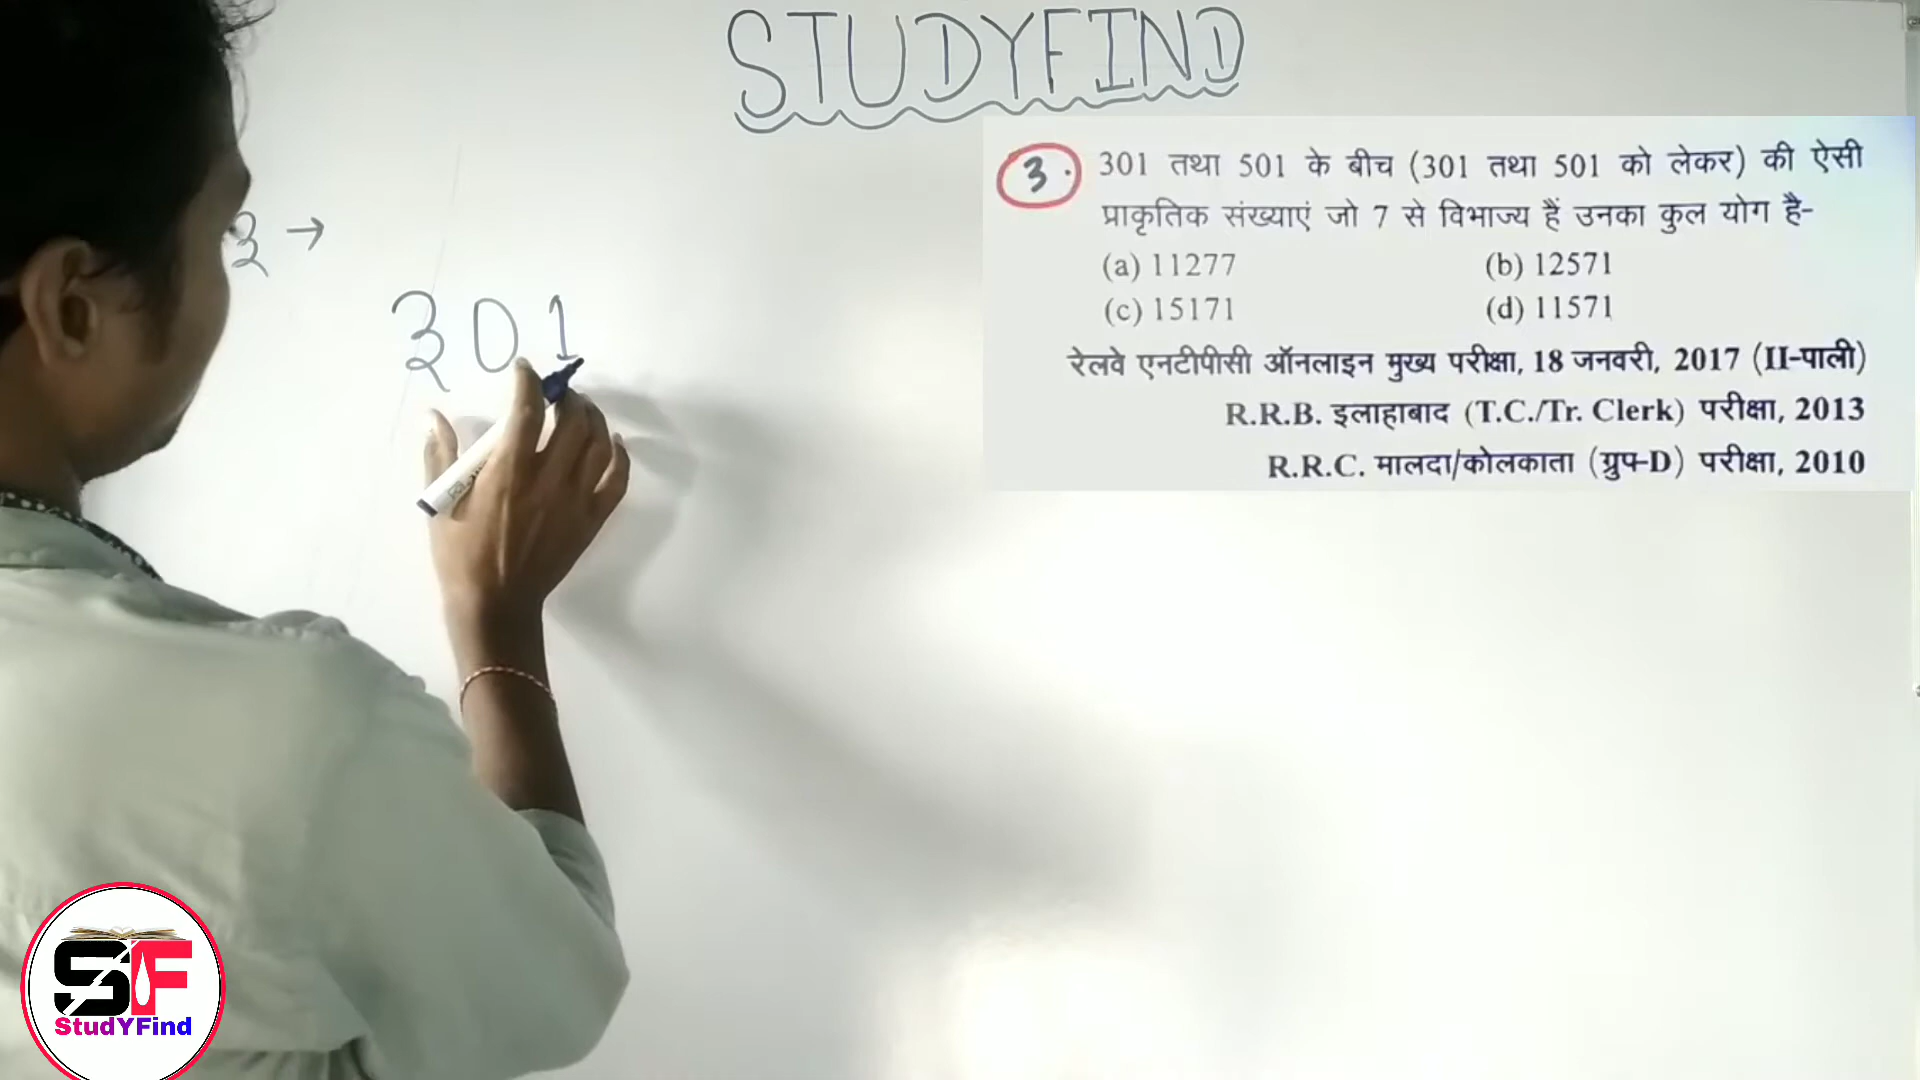 STUDYFIND
3 →
301
3. 301 तथा 501 के बीच (301 तथा 501 को लेकर) की ऐसी
प्राकृतिक संख्याएं जो 7 से विभाज्य हैं उनका कुल योग है-
(a) 11277 (b) 12571
(c) 15171 (d) 11571
रेलवे एनटीपीसी ऑनलाइन मुख्य परीक्षा, 18 जनवरी, 2017 (II-पाली)
R.R.B. इलाहाबाद (T.C./Tr. Clerk) परीक्षा, 2013
R.R.C. मालदा/कोलकाता (ग्रुप-D) परीक्षा, 2010
SF
StudYFind